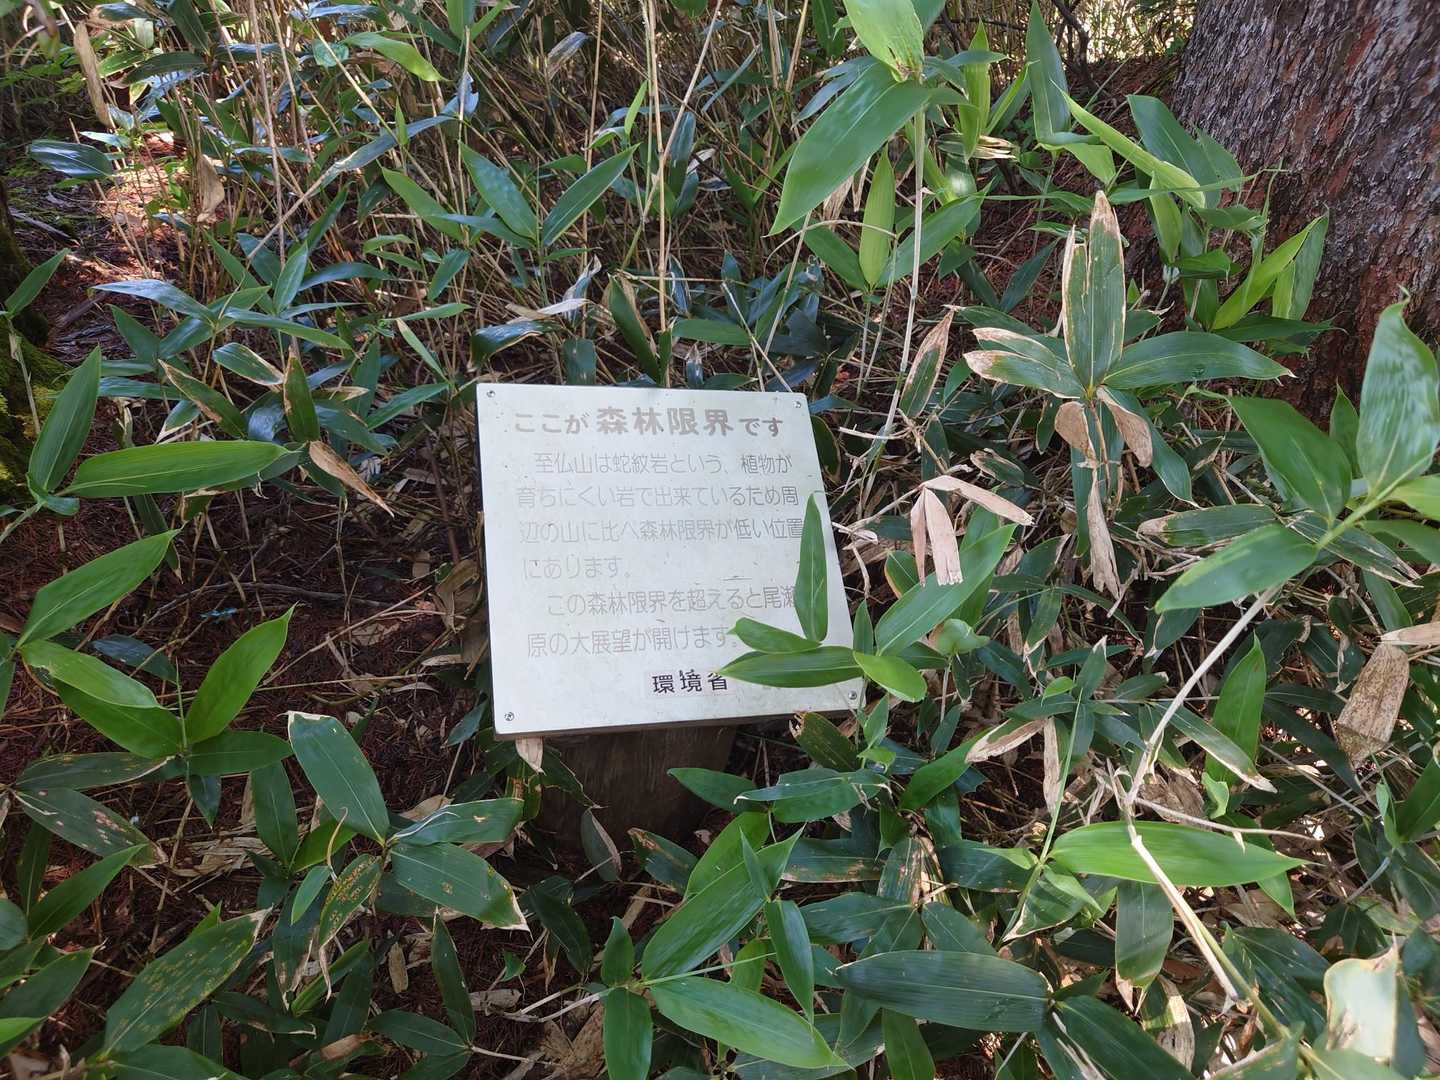 ここが森林限界です
至仏山は蛇紋岩という、植物が
育ちにくい岩で出来ているため周
辺の山に比べ森林限界が低い位置
にあります。
この森林限界を超えると尾瀬
原の大展望が開けます。
環境省